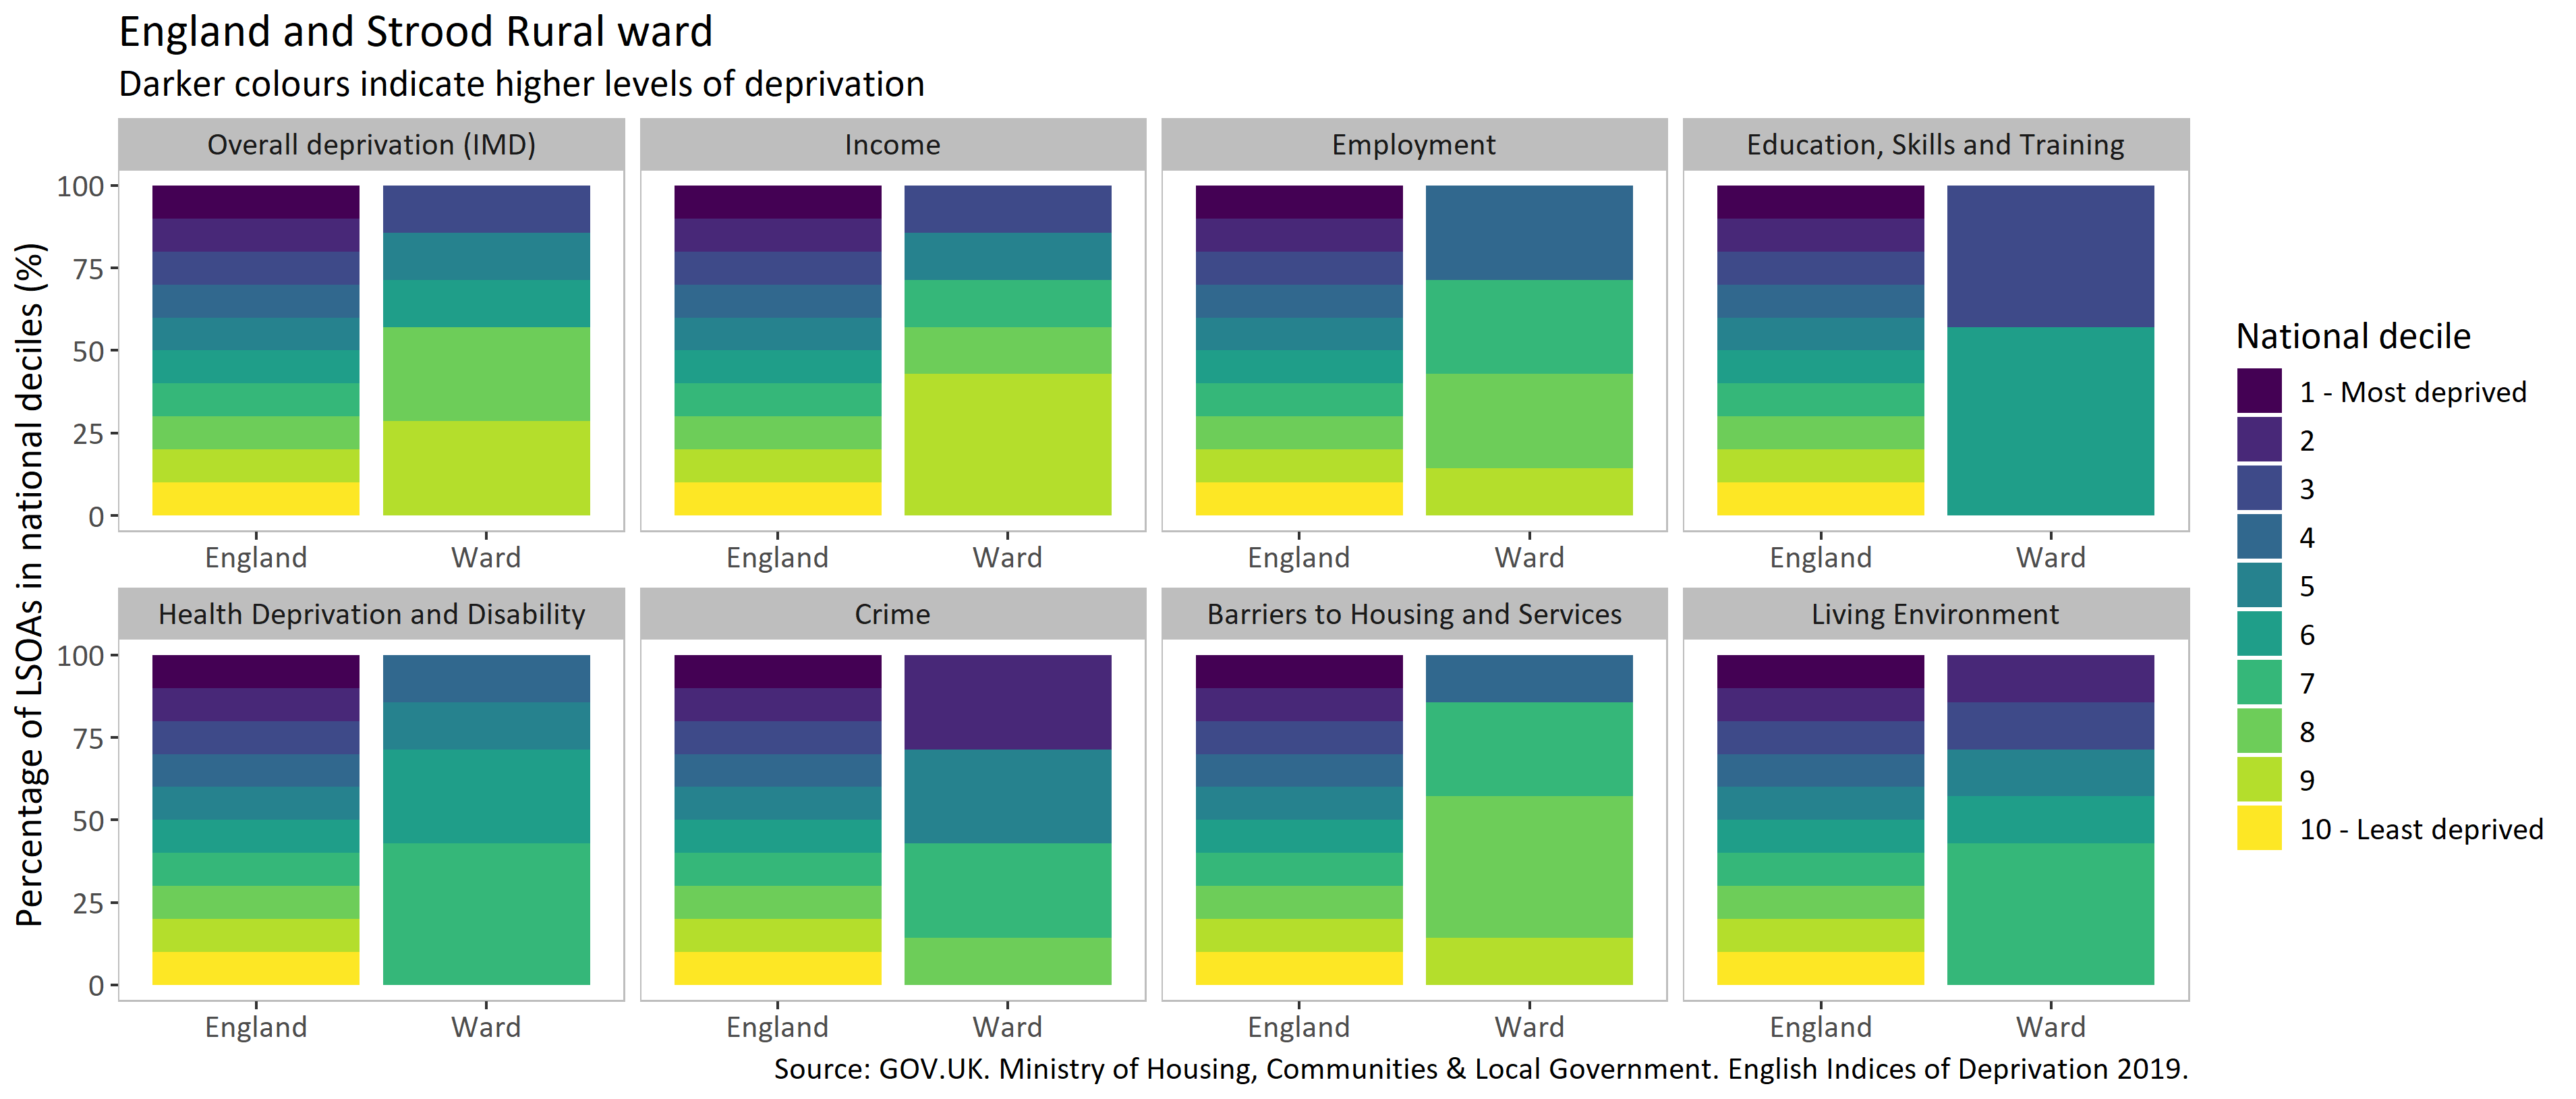 England and Strood Rural ward
Darker colours indicate higher levels of deprivation
Percentage of LSOAs in national deciles (%)
Overall deprivation (IMD)
Income
Employment
Education, Skills and Training
100
75
50
25
0
England
Ward
England
Ward
England
Ward
England
Ward
Health Deprivation and Disability
Crime
Barriers to Housing and Services
Living Environment
100
75
50
25
0
England
Ward
England
Ward
England
Ward
England
Ward
National decile
1 - Most deprived
2
3
4
5
6
7
8
9
10 - Least deprived
Source: GOV.UK. Ministry of Housing, Communities & Local Government. English Indices of Deprivation 2019.